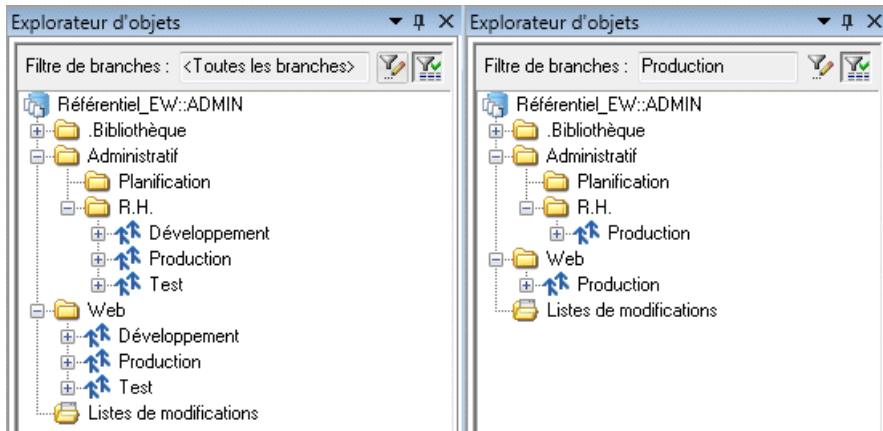 Explorateur d'objets
Filtre de branches : <Toutes les branches>
Référentiel_EW::ADMIN
.Bibliothèque
Administratif
Planification
R.H.
Développement
Production
Test
Web
Développement
Production
Test
Listes de modifications
Explorateur d'objets
Filtre de branches : Production
Référentiel_EW::ADMIN
.Bibliothèque
Administratif
Planification
R.H.
Production
Web
Production
Listes de modifications